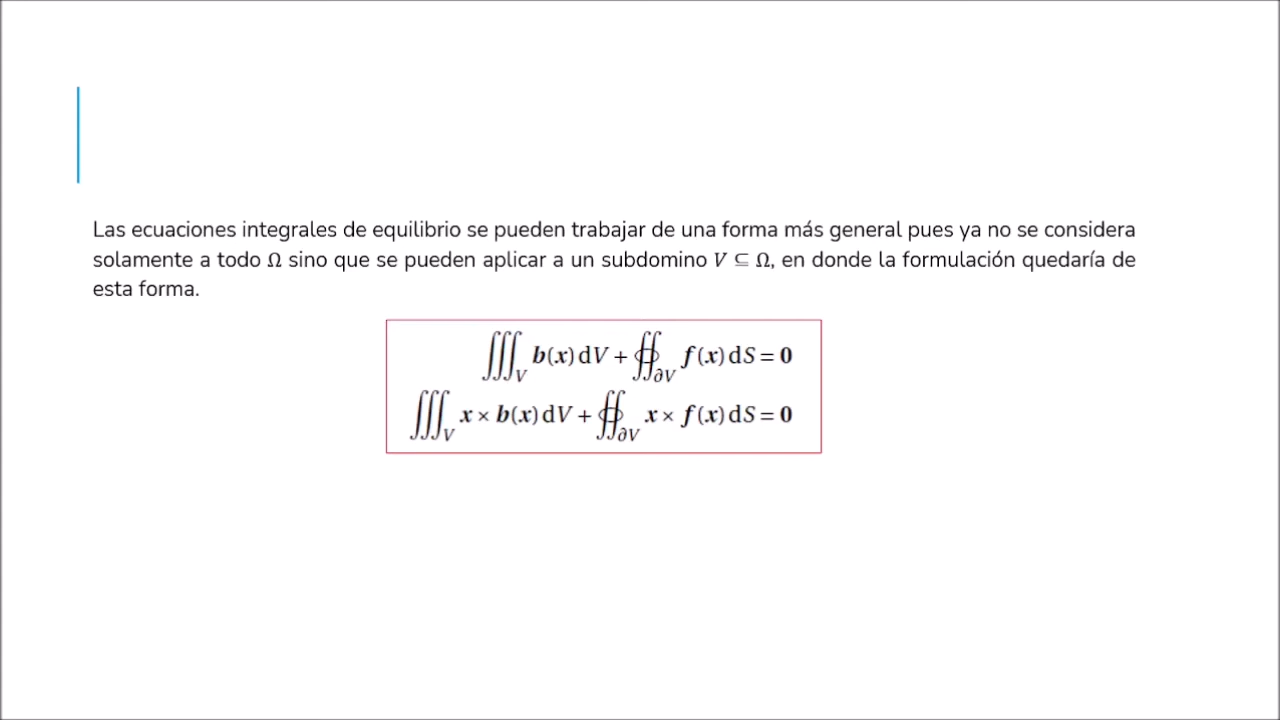 Las ecuaciones integrales de equilibrio se pueden trabajar de una forma más general pues ya no se considera
solamente a todo Ω sino que se pueden aplicar a un subdomino V ⊆ Ω, en donde la formulación quedaría de
esta forma.
∭_V b(x) dV + ∯_∂V f(x) dS = 0
∭_V x × b(x) dV + ∯_∂V x × f(x) dS = 0